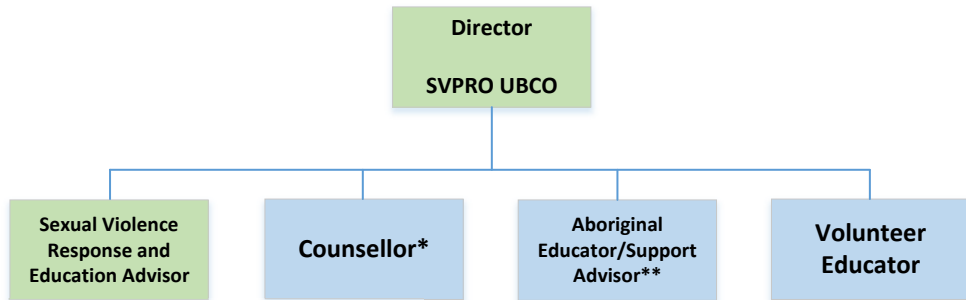 Director
SVPRO UBCO
Sexual Violence
Response and
Education Advisor
Counsellor*
Aboriginal
Educator/Support
Advisor**
Volunteer
Educator